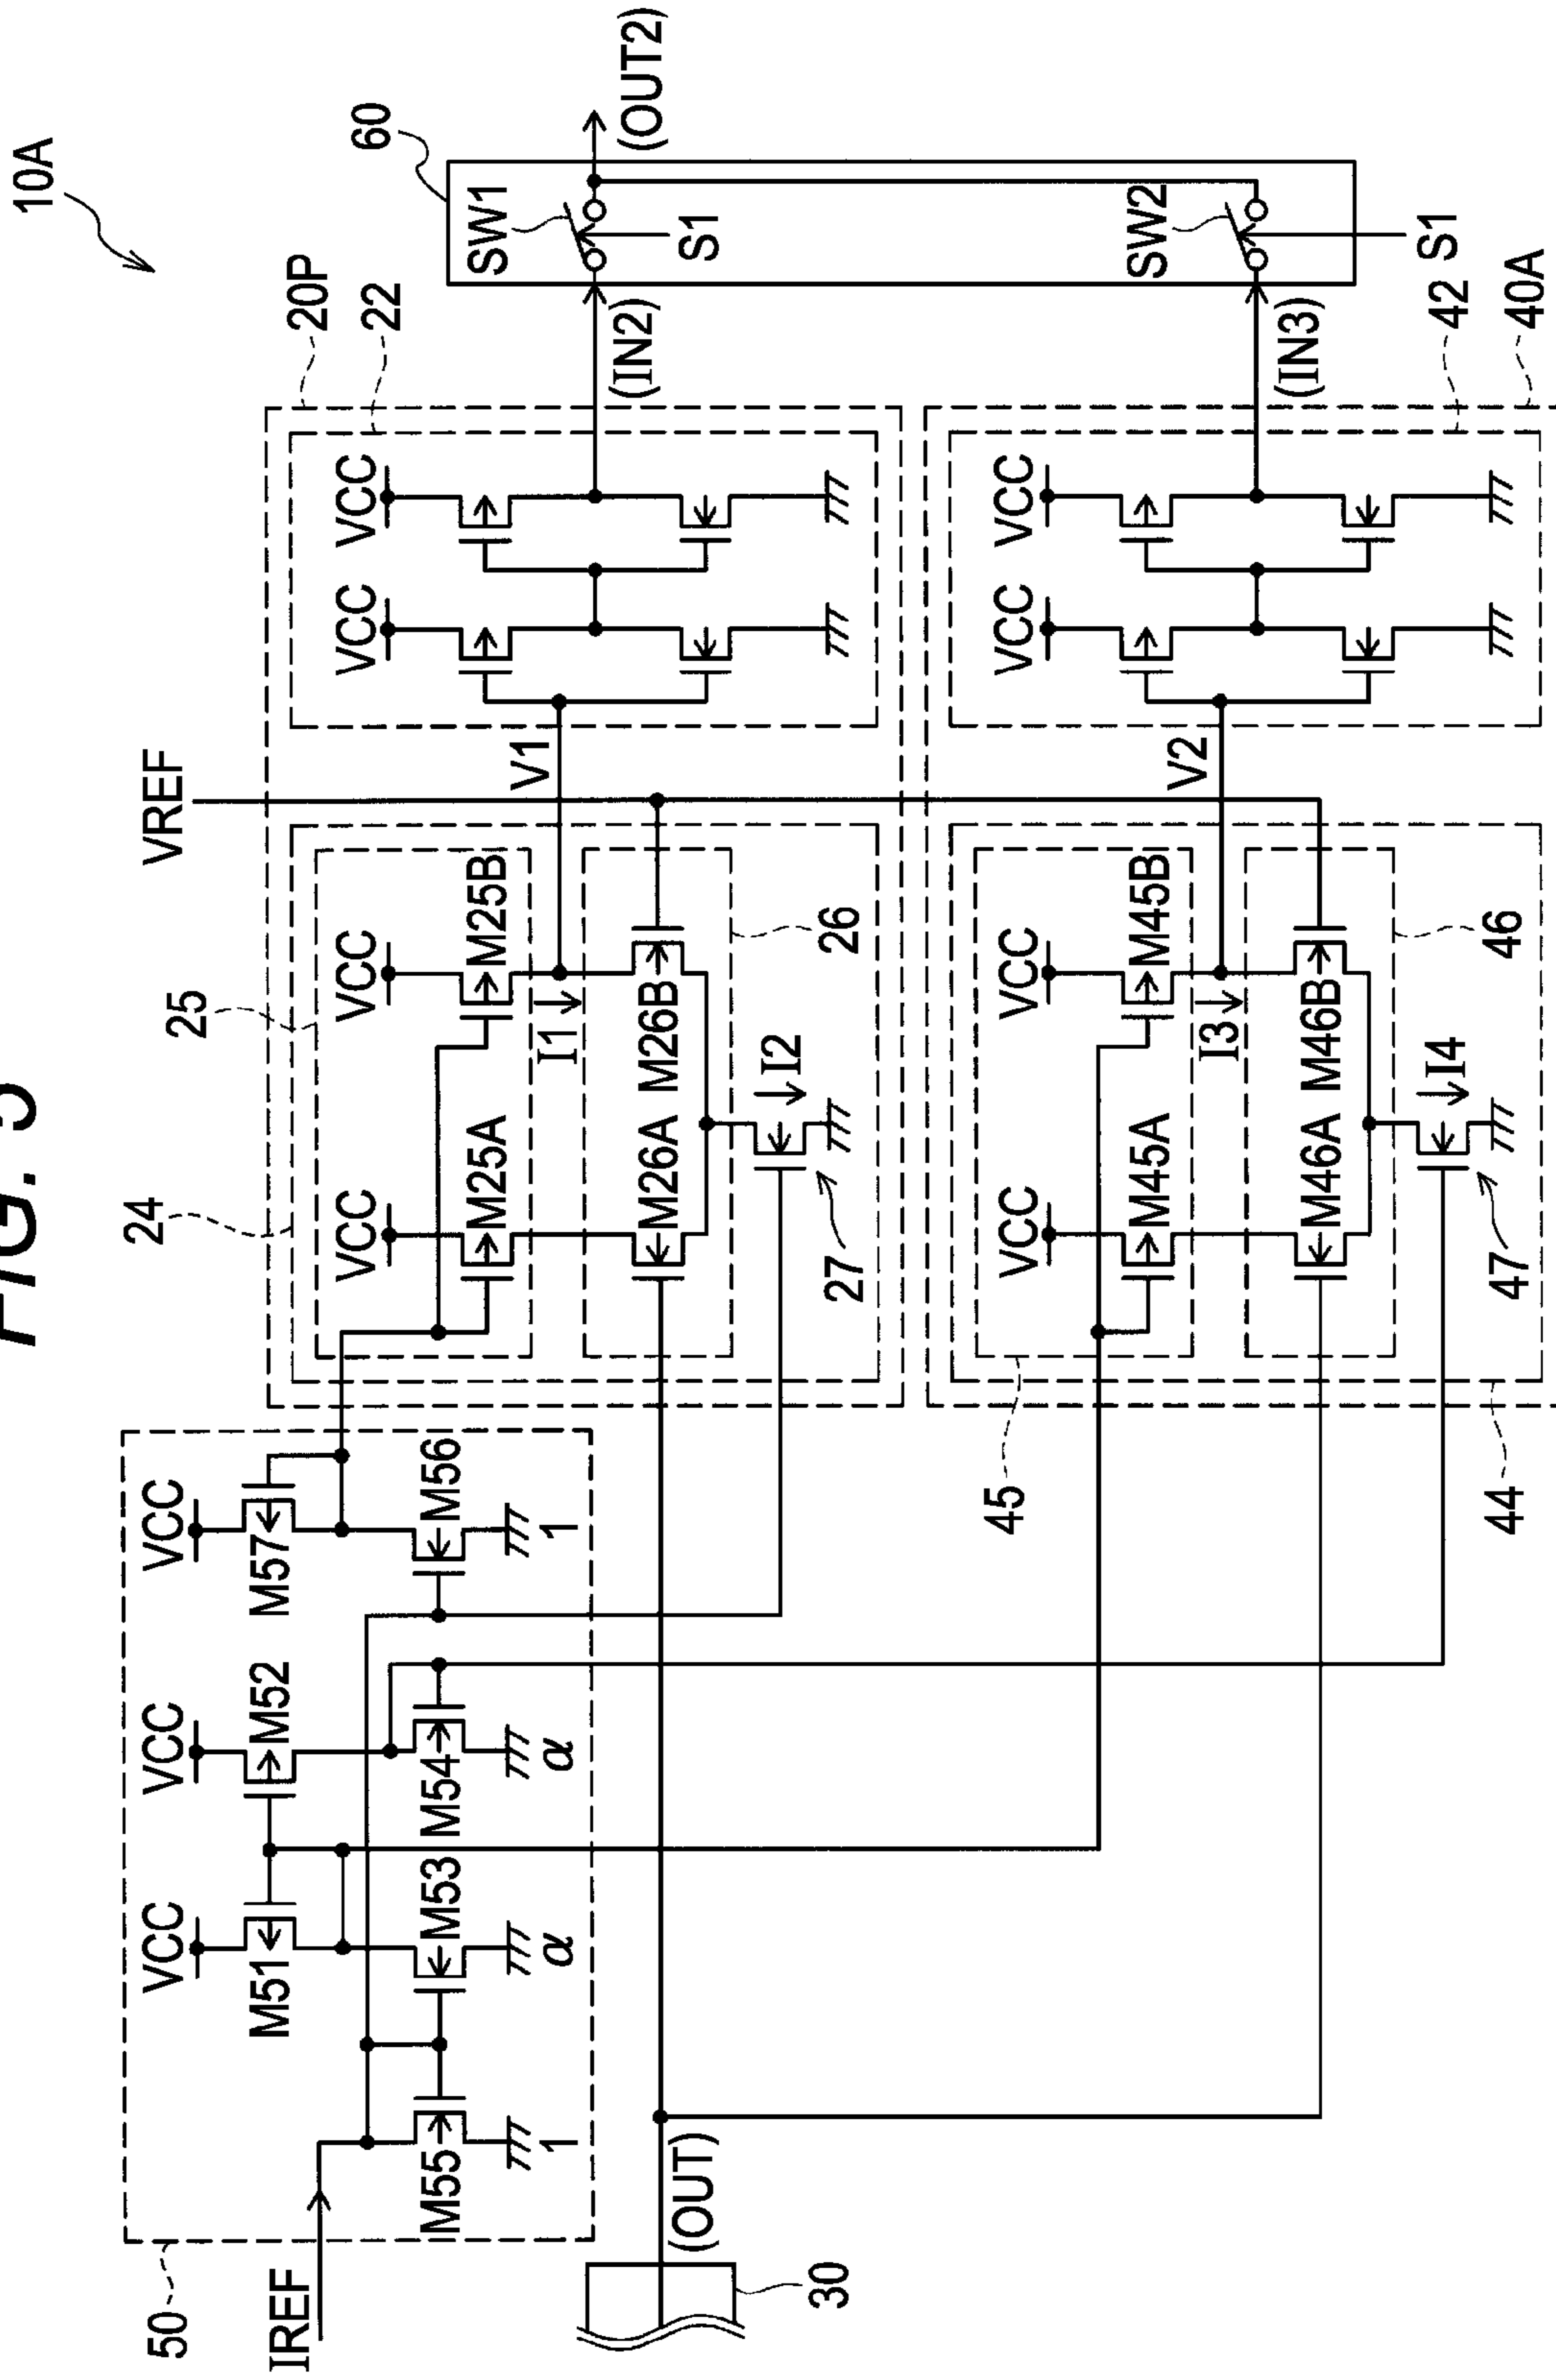 FIG. 5
10A
50
IREF
VCC
VCC
VCC
M51
M52
M57
M55
M53
M54
M56
1
α
α
1
30
(OUT)
VREF
20P
22
24
25
VCC
VCC
M25A
M25B
I1
V1
M26A
M26B
26
I2
27
VCC
VCC
(IN2)
60
SW1
S1
(OUT2)
40A
42
44
45
VCC
VCC
M45A
M45B
I3
V2
M46A
M46B
46
I4
47
VCC
VCC
(IN3)
SW2
S1